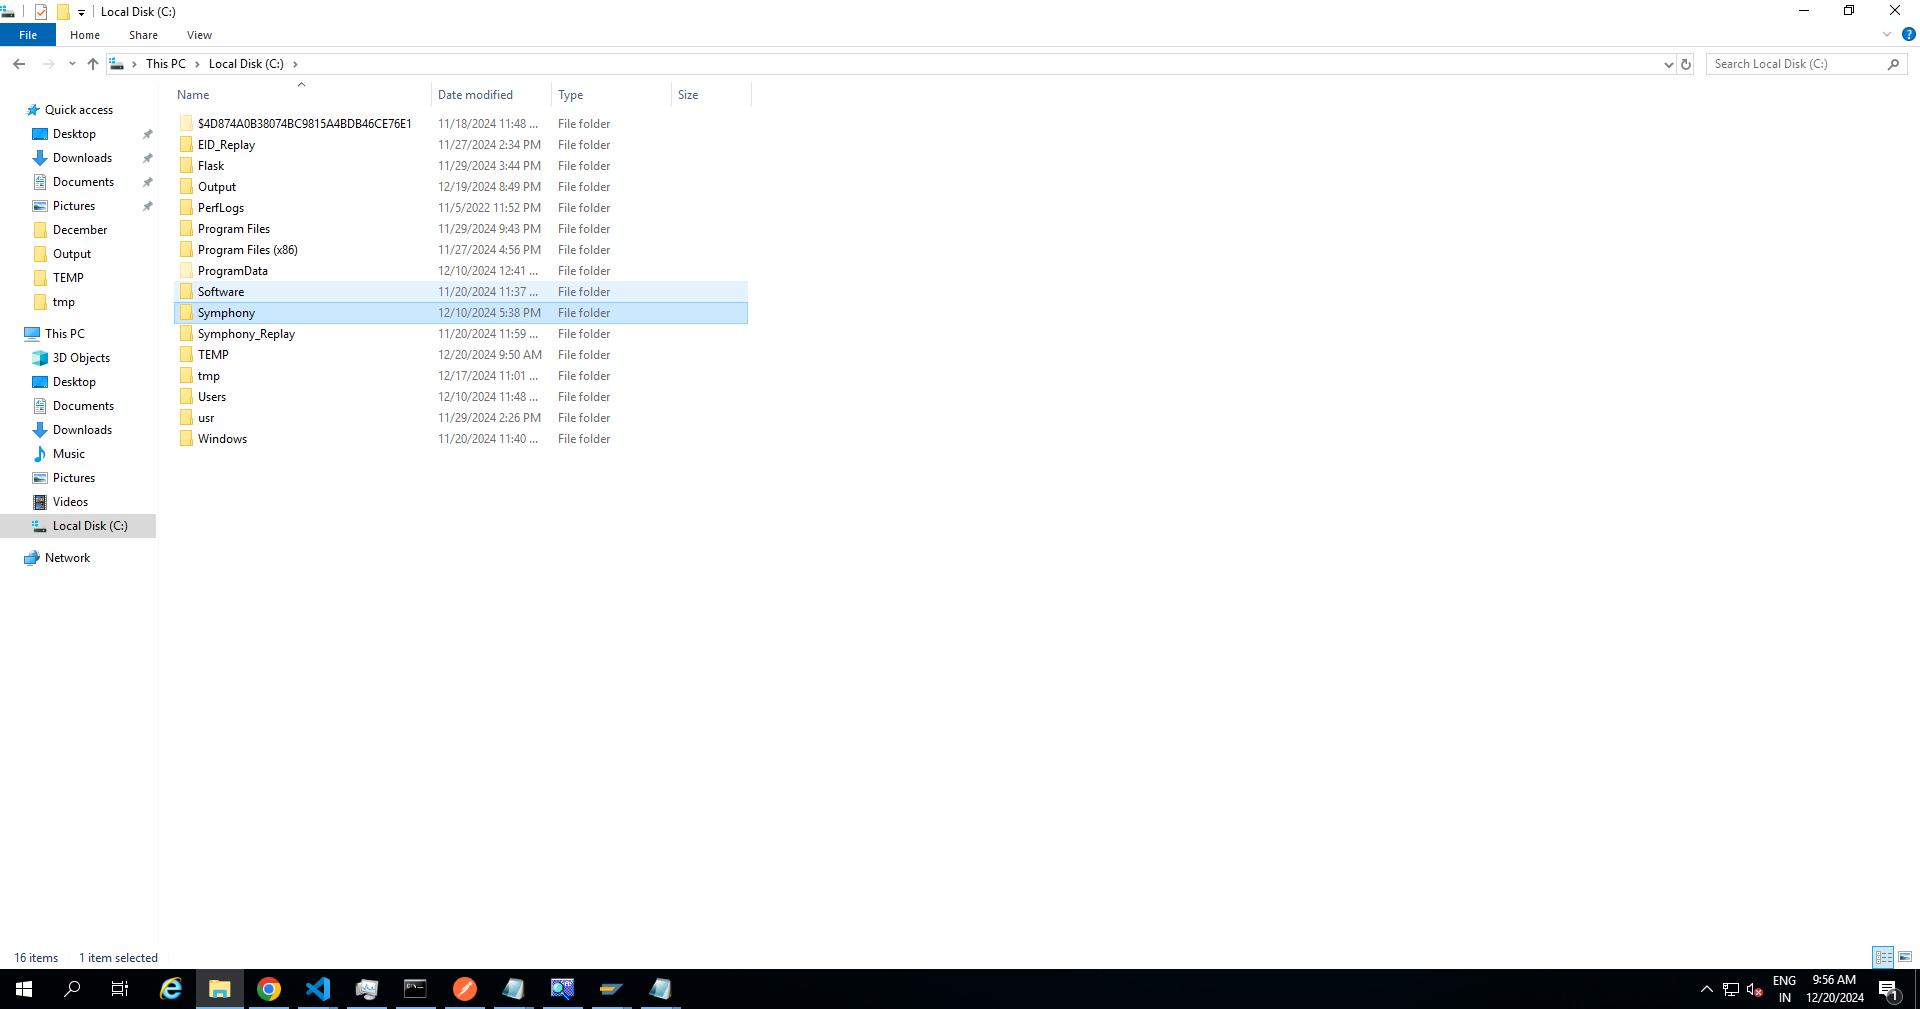 Local Disk (C:)
File Home Share View
This PC Local Disk (C:) Search Local Disk (C:)
Name Date modified Type Size
Quick access
Desktop
Downloads
Documents
Pictures
December
Output
TEMP
tmp
This PC
3D Objects
Desktop
Documents
Downloads
Music
Pictures
Videos
Local Disk (C:)
Network
$4D874A0B38074BC9815A4BDB46CE76E1 11/18/2024 11:48 ... File folder
EID_Replay 11/27/2024 2:34 PM File folder
Flask 11/29/2024 3:44 PM File folder
Output 12/19/2024 8:49 PM File folder
PerfLogs 11/5/2022 11:52 PM File folder
Program Files 11/29/2024 9:43 PM File folder
Program Files (x86) 11/27/2024 4:56 PM File folder
ProgramData 12/10/2024 12:41 ... File folder
Software 11/20/2024 11:37 ... File folder
Symphony 12/10/2024 5:38 PM File folder
Symphony_Replay 11/20/2024 11:59 ... File folder
TEMP 12/20/2024 9:50 AM File folder
tmp 12/17/2024 11:01 ... File folder
Users 12/10/2024 11:48 ... File folder
usr 11/29/2024 2:26 PM File folder
Windows 11/20/2024 11:40 ... File folder
16 items 1 item selected
ENG 9:56 AM
IN 12/20/2024 1